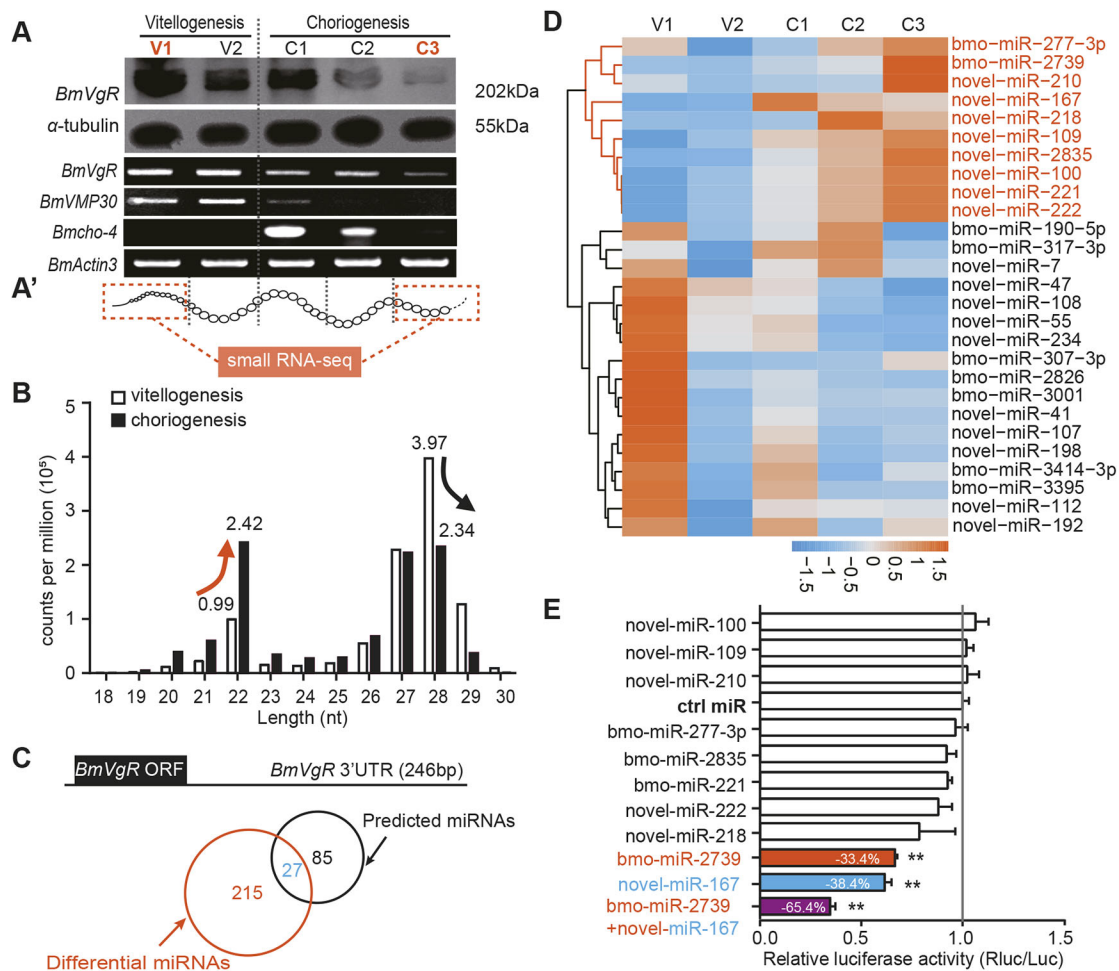 A
Vitellogenesis
Choriogenesis
V1
V2
C1
C2
C3
BmVgR
202kDa
α-tubulin
55kDa
BmVgR
BmVMP30
Bmcho-4
BmActin3
A'
small RNA-seq
B
vitellogenesis
choriogenesis
counts per million (10⁵)
5
4
3
2
1
0
0.99
2.42
3.97
2.34
18 19 20 21 22 23 24 25 26 27 28 29 30
Length (nt)
C
BmVgR ORF
BmVgR 3'UTR (246bp)
Predicted miRNAs
85
27
215
Differential miRNAs
D
V1 V2 C1 C2 C3
bmo-miR-277-3p
bmo-miR-2739
novel-miR-210
novel-miR-167
novel-miR-218
novel-miR-109
novel-miR-2835
novel-miR-100
novel-miR-221
novel-miR-222
bmo-miR-190-5p
bmo-miR-317-3p
novel-miR-7
novel-miR-47
novel-miR-108
novel-miR-55
novel-miR-234
bmo-miR-307-3p
bmo-miR-2826
bmo-miR-3001
novel-miR-41
novel-miR-107
novel-miR-198
bmo-miR-3414-3p
bmo-miR-3395
novel-miR-112
novel-miR-192
-1.5
-1
-0.5
0
0.5
1
1.5
E
novel-miR-100
novel-miR-109
novel-miR-210
ctrl miR
bmo-miR-277-3p
bmo-miR-2835
bmo-miR-221
novel-miR-222
novel-miR-218
bmo-miR-2739
-33.4%
**
novel-miR-167
-38.4%
**
bmo-miR-2739
+novel-miR-167
-65.4%
**
0.0 0.5 1.0 1.5
Relative luciferase activity (Rluc/Luc)